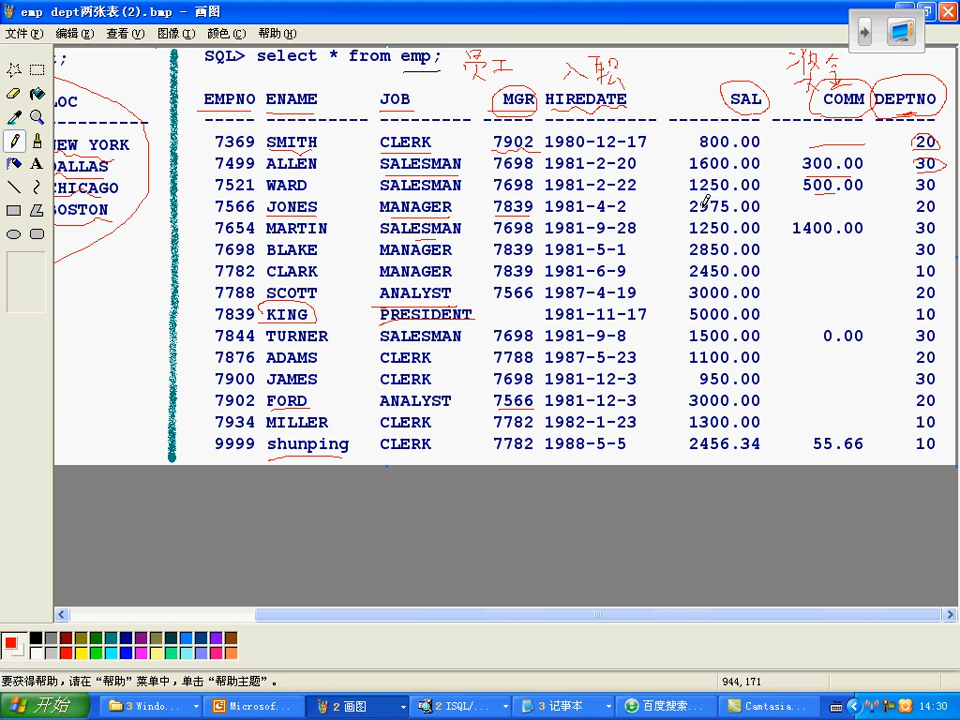 emp dept两张表(2).bmp - 画图
文件(F) 编辑(E) 查看(V) 图像(I) 颜色(C) 帮助(H)
SQL> select * from emp;
员工 入职
LOC
EMPNO ENAME JOB MGR HIREDATE SAL COMM DEPTNO
NEW YORK
DALLAS
CHICAGO
BOSTON
7369 SMITH CLERK 7902 1980-12-17 800.00 20
7499 ALLEN SALESMAN 7698 1981-2-20 1600.00 300.00 30
7521 WARD SALESMAN 7698 1981-2-22 1250.00 500.00 30
7566 JONES MANAGER 7839 1981-4-2 2975.00 20
7654 MARTIN SALESMAN 7698 1981-9-28 1250.00 1400.00 30
7698 BLAKE MANAGER 7839 1981-5-1 2850.00 30
7782 CLARK MANAGER 7839 1981-6-9 2450.00 10
7788 SCOTT ANALYST 7566 1987-4-19 3000.00 20
7839 KING PRESIDENT 1981-11-17 5000.00 10
7844 TURNER SALESMAN 7698 1981-9-8 1500.00 0.00 30
7876 ADAMS CLERK 7788 1987-5-23 1100.00 20
7900 JAMES CLERK 7698 1981-12-3 950.00 30
7902 FORD ANALYST 7566 1981-12-3 3000.00 20
7934 MILLER CLERK 7782 1982-1-23 1300.00 10
9999 shunping CLERK 7782 1988-5-5 2456.34 55.66 10
要获得帮助,请在“帮助”菜单中,单击“帮助主题”。
944,171
开始 3 Windo... Microsof... 2 画图 2 ISQL/... 3 记事本 百度搜索... Camtasia... 14:30